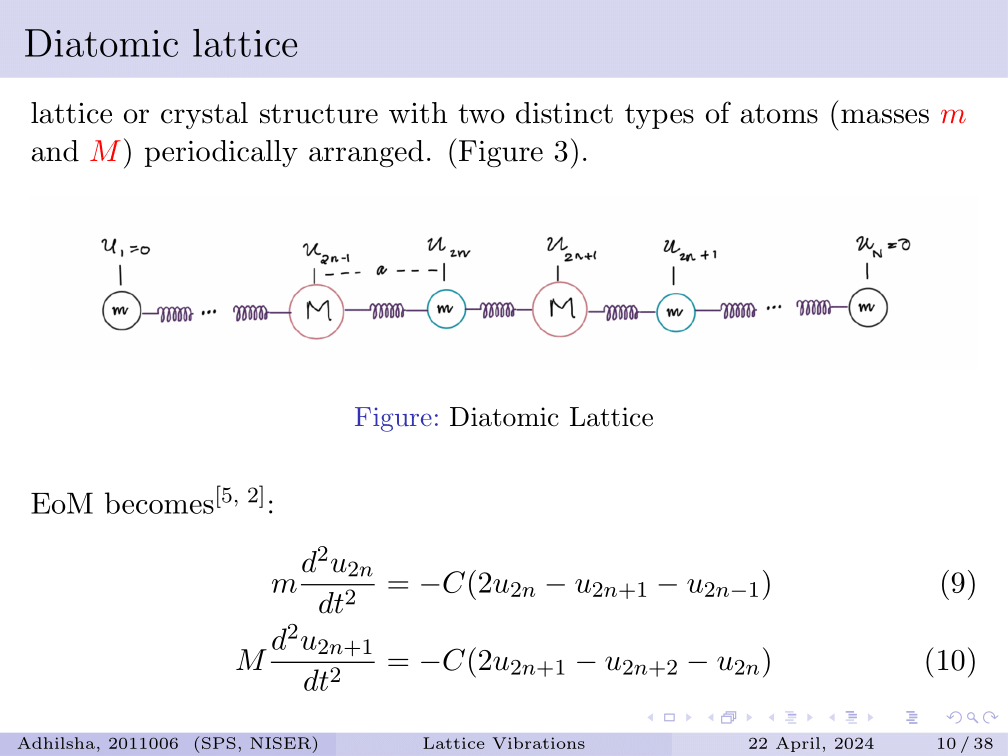 Diatomic lattice
lattice or crystal structure with two distinct types of atoms (masses m
and M) periodically arranged. (Figure 3).
u₁=0 u₂ₙ₋₁ u₂ₙ u₂ₙ₊₁ u₂ₙ₊₁ u_N=0
--- a ---
m ... M m M m ... m
Figure: Diatomic Lattice
EoM becomes[5, 2]:
m d²u₂ₙ/dt² = −C(2u₂ₙ − u₂ₙ₊₁ − u₂ₙ₋₁) (9)
M d²u₂ₙ₊₁/dt² = −C(2u₂ₙ₊₁ − u₂ₙ₊₂ − u₂ₙ) (10)
Adhilsha, 2011006 (SPS, NISER) Lattice Vibrations 22 April, 2024 10 / 38